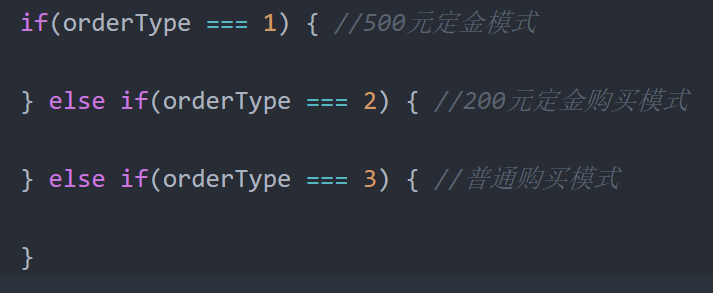 if(orderType === 1) { //500元定金模式
} else if(orderType === 2) { //200元定金购买模式
} else if(orderType === 3) { //普通购买模式
}